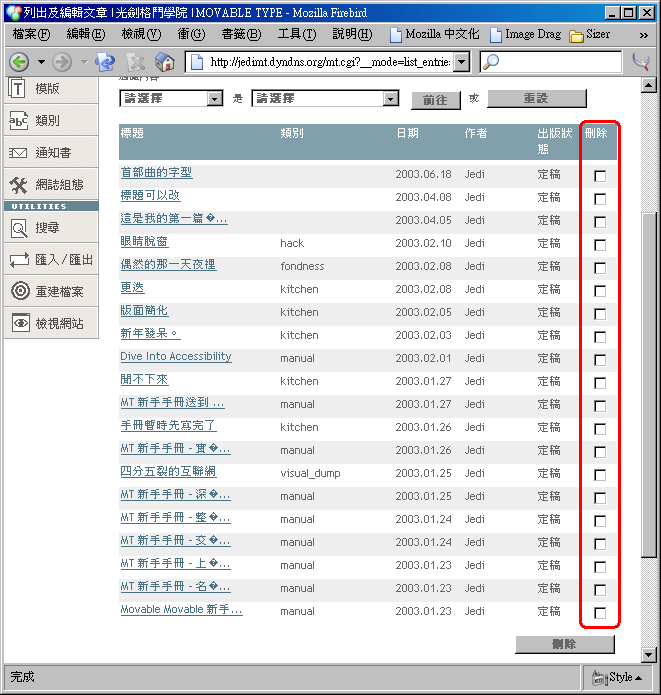 列出及編輯文章 | 光劍格鬥學院 | MOVABLE TYPE - Mozilla Firebird
檔案(F) 編輯(E) 檢視(V) 衝(G) 書籤(B) 工具(T) 說明(H) Mozilla 中文化 Image Drag Sizer »
http://jedimt.dymdns.org/mt.cgi?__mode=list_entries
模版
類別
通知書
網誌組態
UTILITIES
搜尋
匯入/匯出
重建檔案
檢視網站
請選擇 是 請選擇 前往 或 重設
標題 類別 日期 作者 出版狀態 刪除
首部曲的字型 2003.06.18 Jedi 定稿
標題可以改 2003.04.08 Jedi 定稿
這是我的第一篇�... 2003.04.05 Jedi 定稿
眼睛脫窗 hack 2003.02.10 Jedi 定稿
偶然的那一天夜裡 fondness 2003.02.08 Jedi 定稿
更迭 kitchen 2003.02.08 Jedi 定稿
版面簡化 kitchen 2003.02.05 Jedi 定稿
新年發呆。 kitchen 2003.02.03 Jedi 定稿
Dive Into Accessibility manual 2003.02.01 Jedi 定稿
閒不下來 kitchen 2003.01.27 Jedi 定稿
MT 新手手冊送到 ... manual 2003.01.27 Jedi 定稿
手冊暫時先寫完了 kitchen 2003.01.26 Jedi 定稿
MT 新手手冊 - 實�... manual 2003.01.26 Jedi 定稿
四分五裂的互聯網 visual_dump 2003.01.25 Jedi 定稿
MT 新手手冊 - 深�... manual 2003.01.25 Jedi 定稿
MT 新手手冊 - 整�... manual 2003.01.24 Jedi 定稿
MT 新手手冊 - 交�... manual 2003.01.24 Jedi 定稿
MT 新手手冊 - 上�... manual 2003.01.23 Jedi 定稿
MT 新手手冊 - 名�... manual 2003.01.23 Jedi 定稿
Movable Movable 新手... manual 2003.01.23 Jedi 定稿
刪除
完成 Style